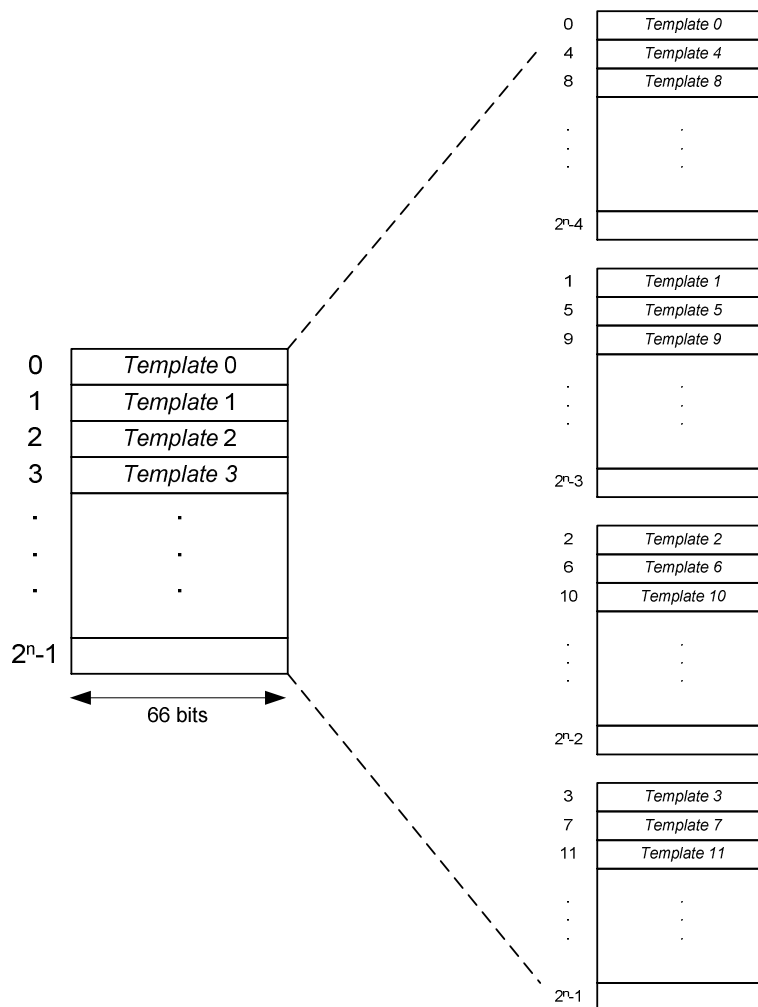 0 Template 0
1 Template 1
2 Template 2
3 Template 3
2ⁿ-1
66 bits
0 Template 0
4 Template 4
8 Template 8
2ⁿ-4
1 Template 1
5 Template 5
9 Template 9
2ⁿ-3
2 Template 2
6 Template 6
10 Template 10
2ⁿ-2
3 Template 3
7 Template 7
11 Template 11
2ⁿ-1